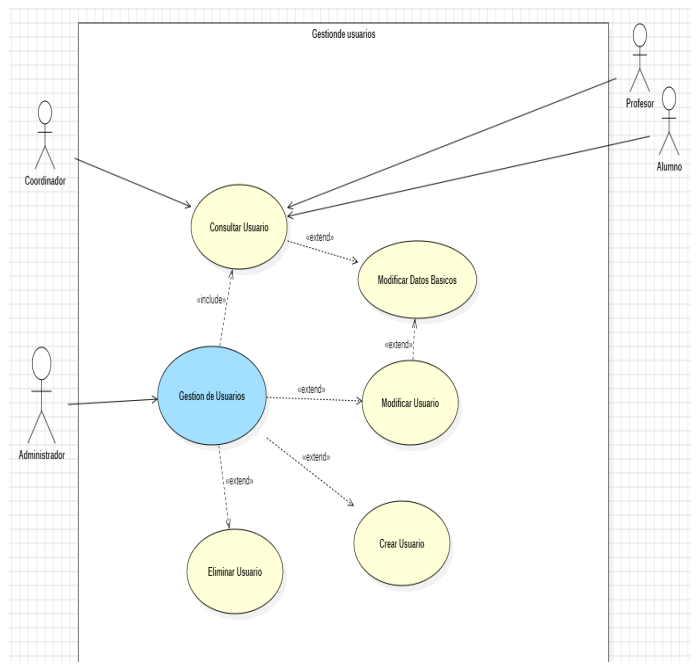 Gestionde usuarios
Profesor
Alumno
Coordinador
Consultar Usuario
«extend»
Modificar Datos Basicos
«include»
«extend»
Gestion de Usuarios
«extend»
Modificar Usuario
Administrador
«extend»
«extend»
Crear Usuario
Eliminar Usuario